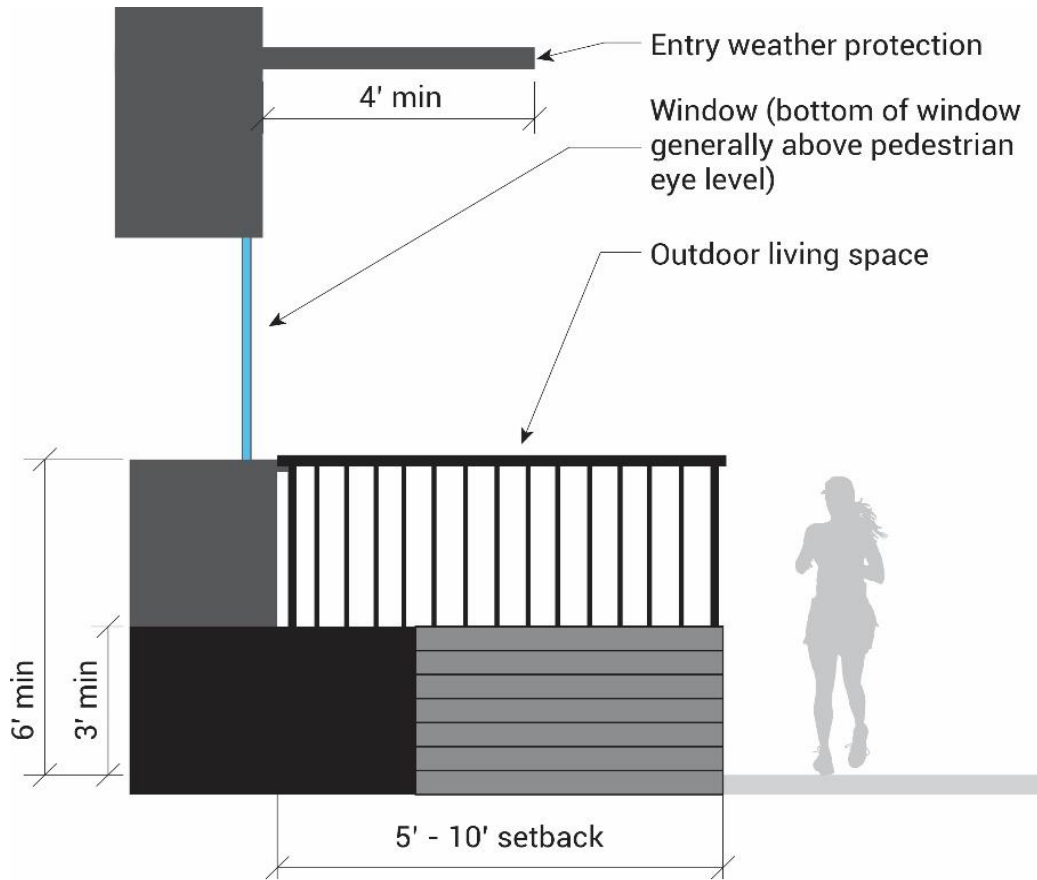 Entry weather protection
4' min
Window (bottom of window
generally above pedestrian
eye level)
Outdoor living space
6' min
3' min
5' - 10' setback